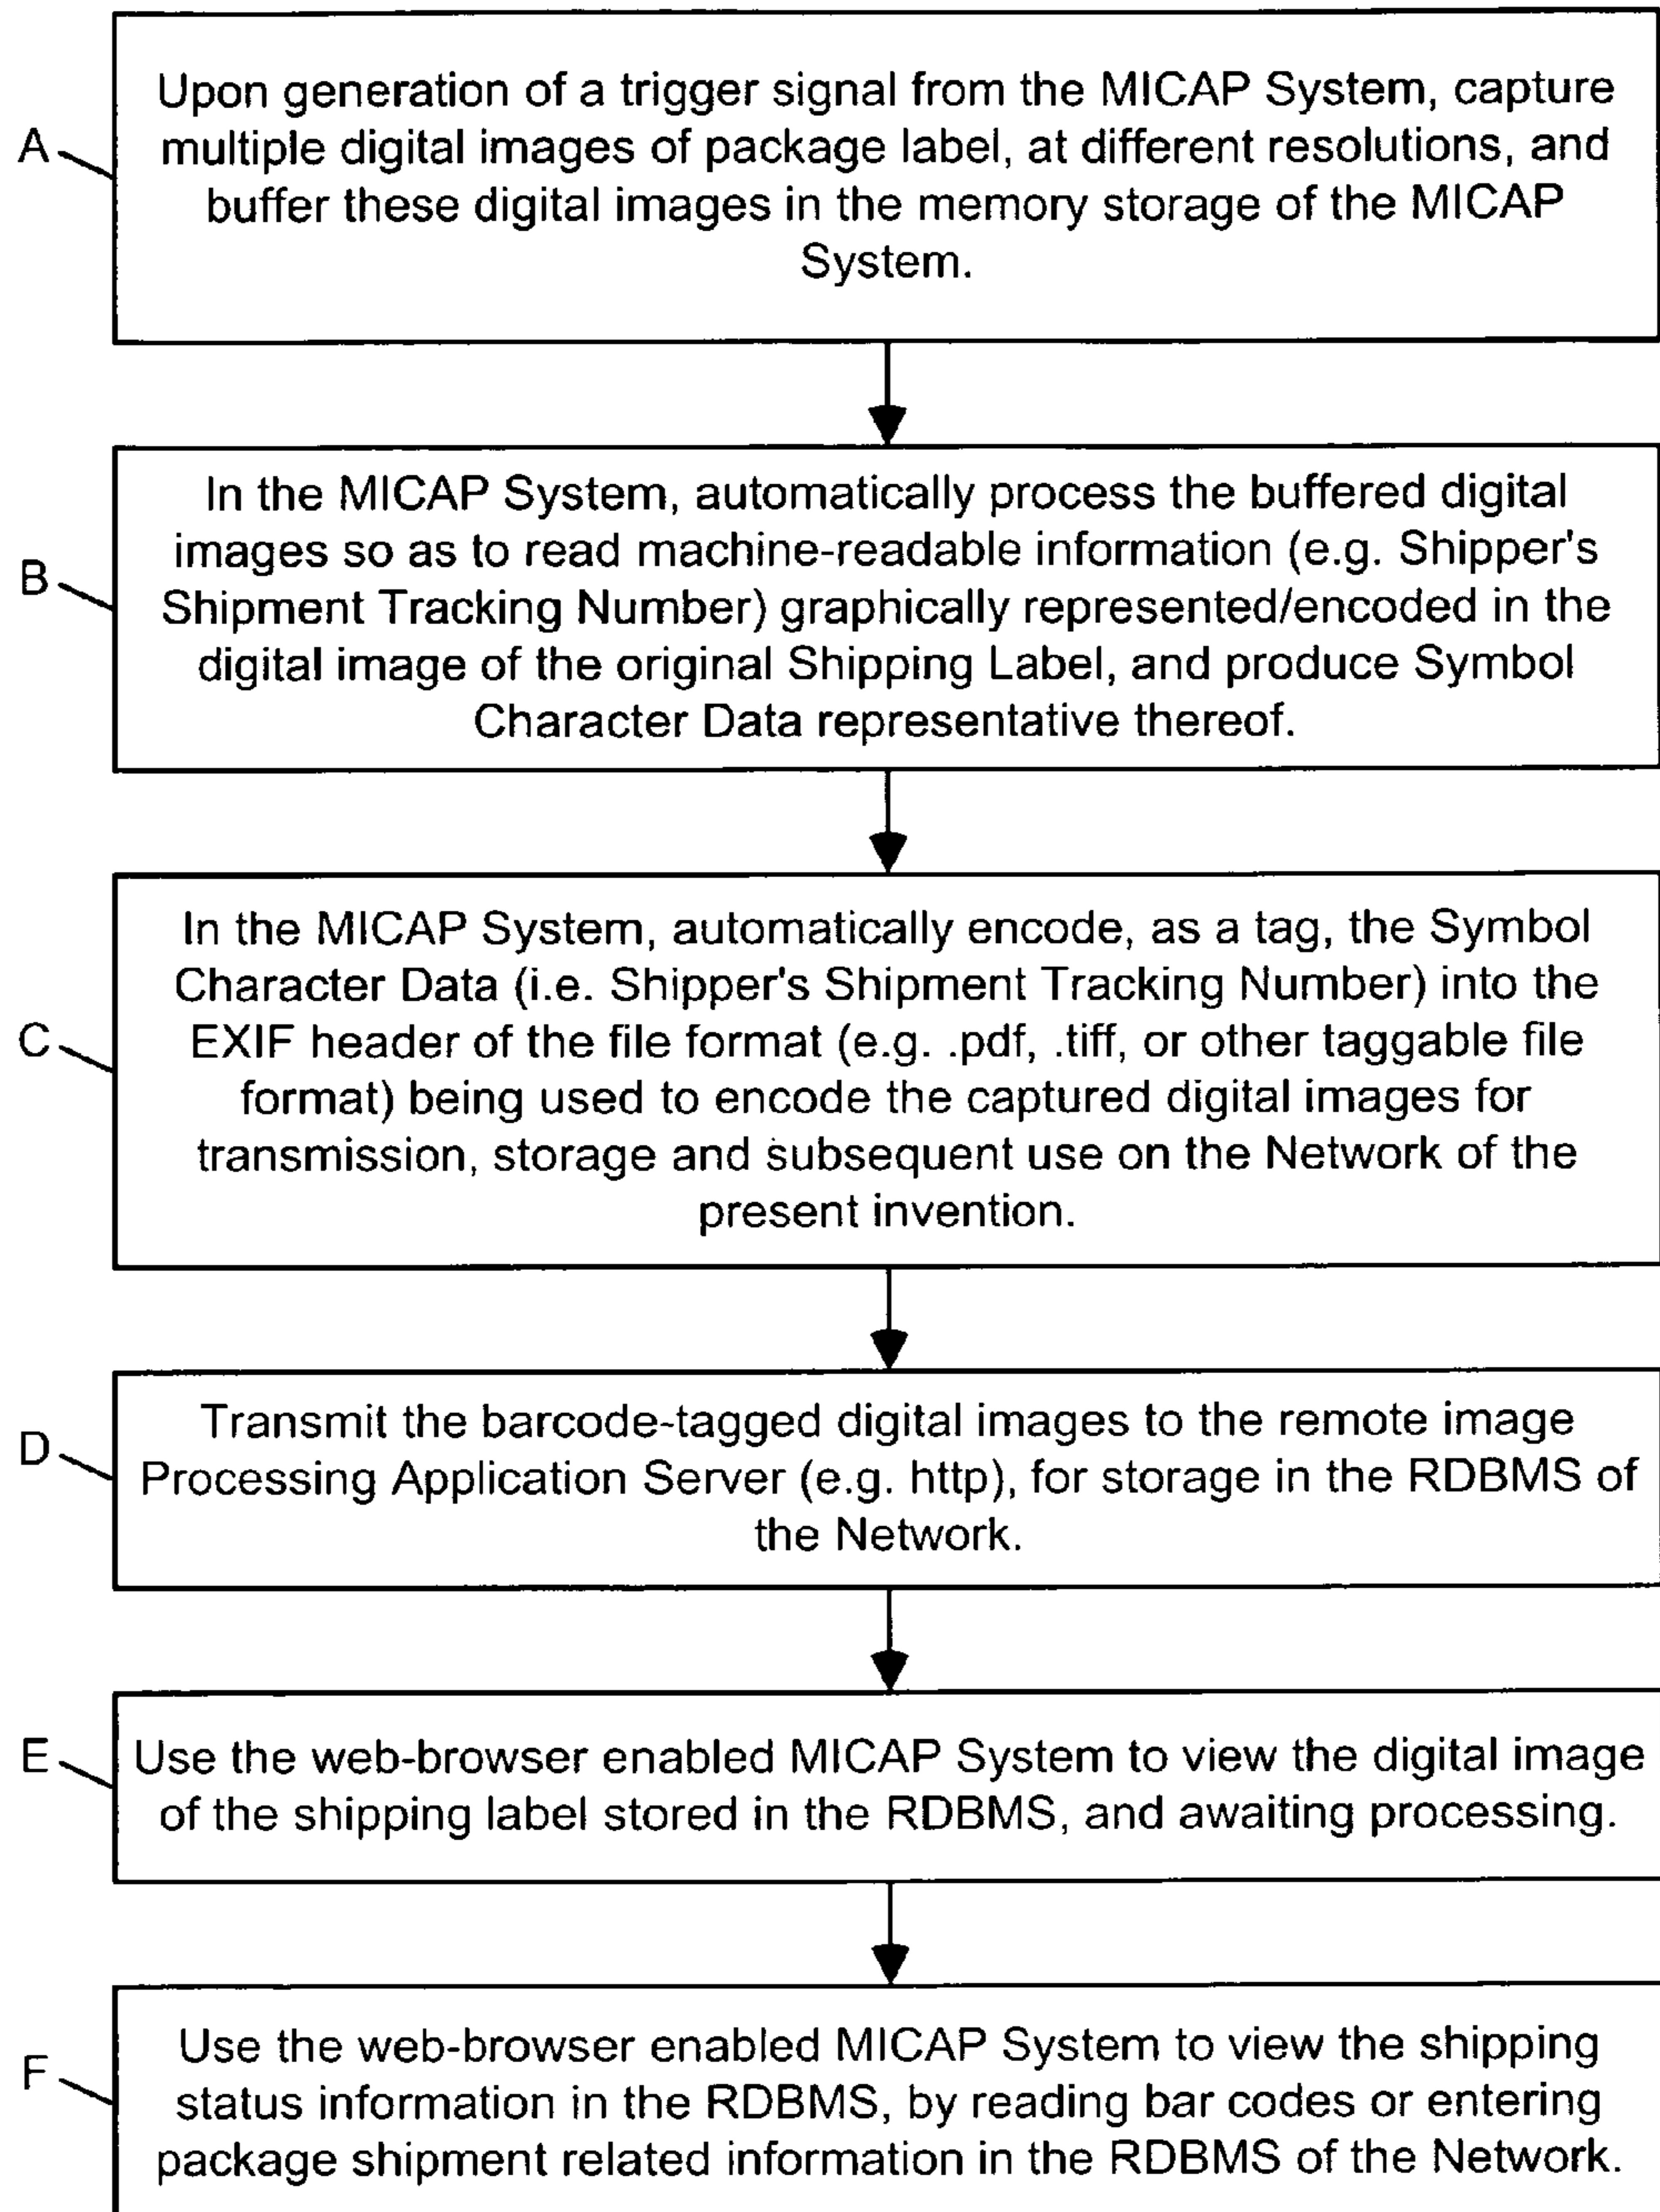 A
Upon generation of a trigger signal from the MICAP System, capture
multiple digital images of package label, at different resolutions, and
buffer these digital images in the memory storage of the MICAP
System.
B
In the MICAP System, automatically process the buffered digital
images so as to read machine-readable information (e.g. Shipper's
Shipment Tracking Number) graphically represented/encoded in the
digital image of the original Shipping Label, and produce Symbol
Character Data representative thereof.
C
In the MICAP System, automatically encode, as a tag, the Symbol
Character Data (i.e. Shipper's Shipment Tracking Number) into the
EXIF header of the file format (e.g. .pdf, .tiff, or other taggable file
format) being used to encode the captured digital images for
transmission, storage and subsequent use on the Network of the
present invention.
D
Transmit the barcode-tagged digital images to the remote image
Processing Application Server (e.g. http), for storage in the RDBMS of
the Network.
E
Use the web-browser enabled MICAP System to view the digital image
of the shipping label stored in the RDBMS, and awaiting processing.
F
Use the web-browser enabled MICAP System to view the shipping
status information in the RDBMS, by reading bar codes or entering
package shipment related information in the RDBMS of the Network.